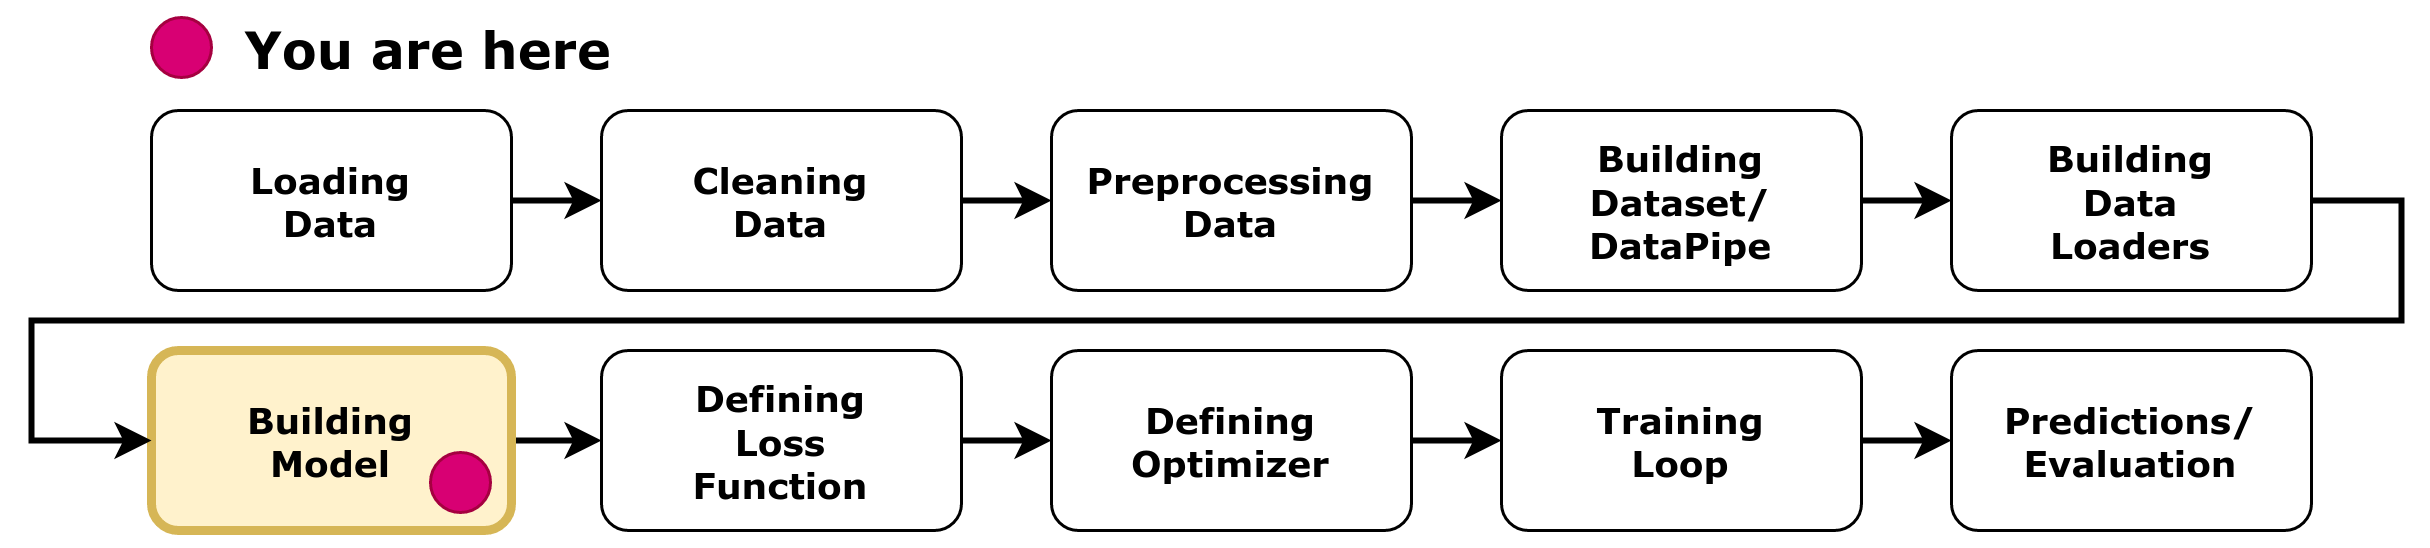 You are here
Loading
Data
Cleaning
Data
Preprocessing
Data
Building
Dataset/
DataPipe
Building
Data
Loaders
Building
Model
Defining
Loss
Function
Defining
Optimizer
Training
Loop
Predictions/
Evaluation